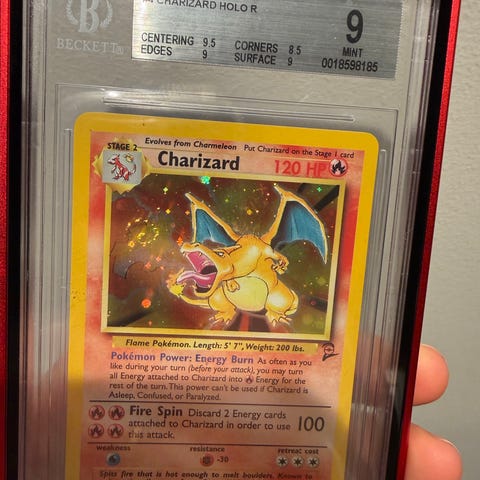 BECKETT
#4 CHARIZARD HOLO R
CENTERING 9.5 CORNERS 8.5
EDGES 9 SURFACE 9
9
MINT
0018598185
STAGE 2 Evolves from Charmeleon Put Charizard on the Stage 1 card
Charizard 120 HP
Flame Pokémon. Length: 5' 7", Weight: 200 lbs.
Pokémon Power: Energy Burn As often as you
like during your turn (before your attack), you may turn
all Energy attached to Charizard into Energy for the
rest of the turn. This power can't be used if Charizard is
Asleep, Confused, or Paralyzed.
Fire Spin Discard 2 Energy cards
attached to Charizard in order to use 100
this attack.
weakness resistance retreat cost
-30
Spits fire that is hot enough to melt boulders. Known to